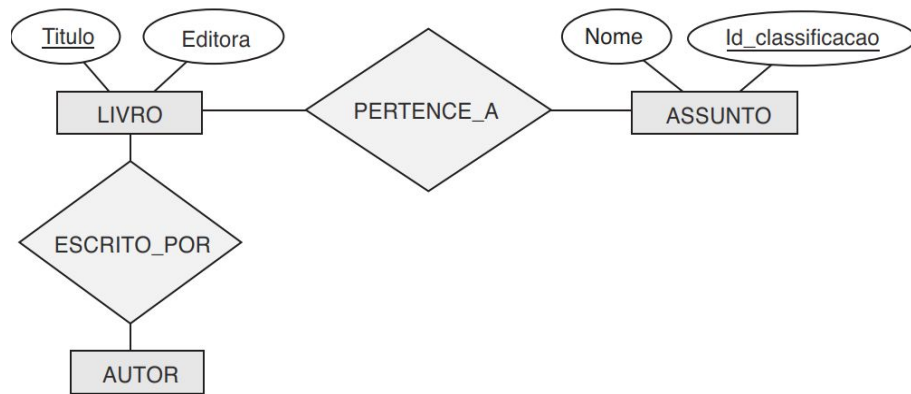 Titulo
Editora
Nome
Id_classificacao
LIVRO
PERTENCE_A
ASSUNTO
ESCRITO_POR
AUTOR